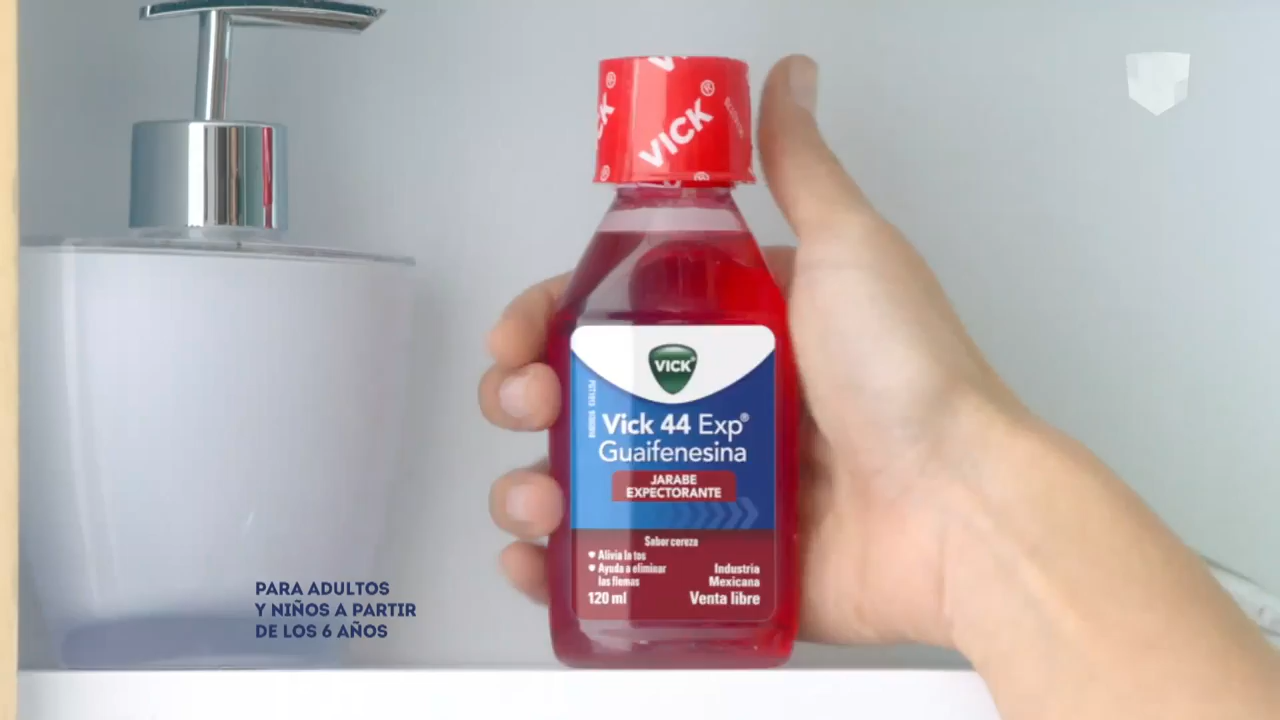 VICK®
VICK
Vick 44 Exp®
Guaifenesina
JARABE
EXPECTORANTE
Sabor cereza
Alivia la tos
Ayuda a eliminar
las flemas
Industria
Mexicana
120 ml
Venta libre
PARA ADULTOS
Y NIÑOS A PARTIR
DE LOS 6 AÑOS